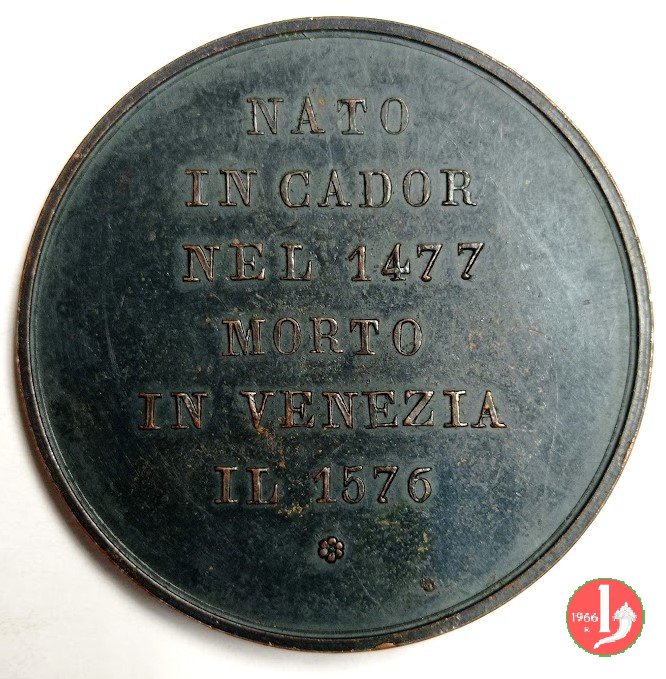 NATO
IN CADOR
NEL 1477
MORTO
IN VENEZIA
IL 1576
1966